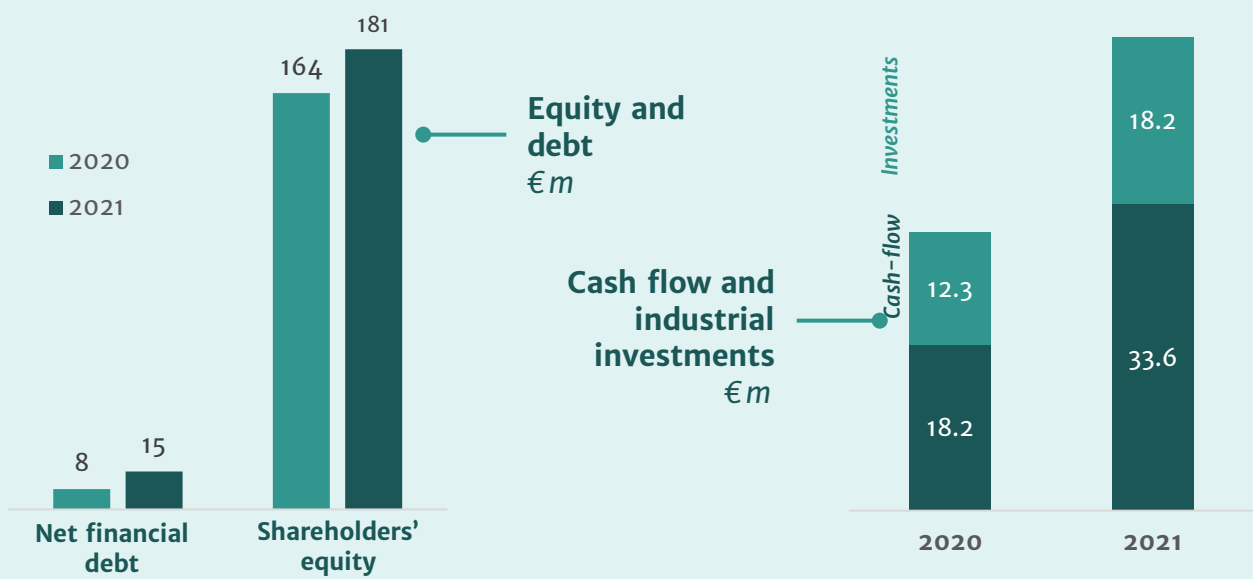 8
15
164
181
Net financial
debt
Shareholders’
equity
2020
2021
Equity and
debt
€m
Cash flow and
industrial
investments
€m
Investments
Cash-flow
12.3
18.2
18.2
33.6
2020
2021